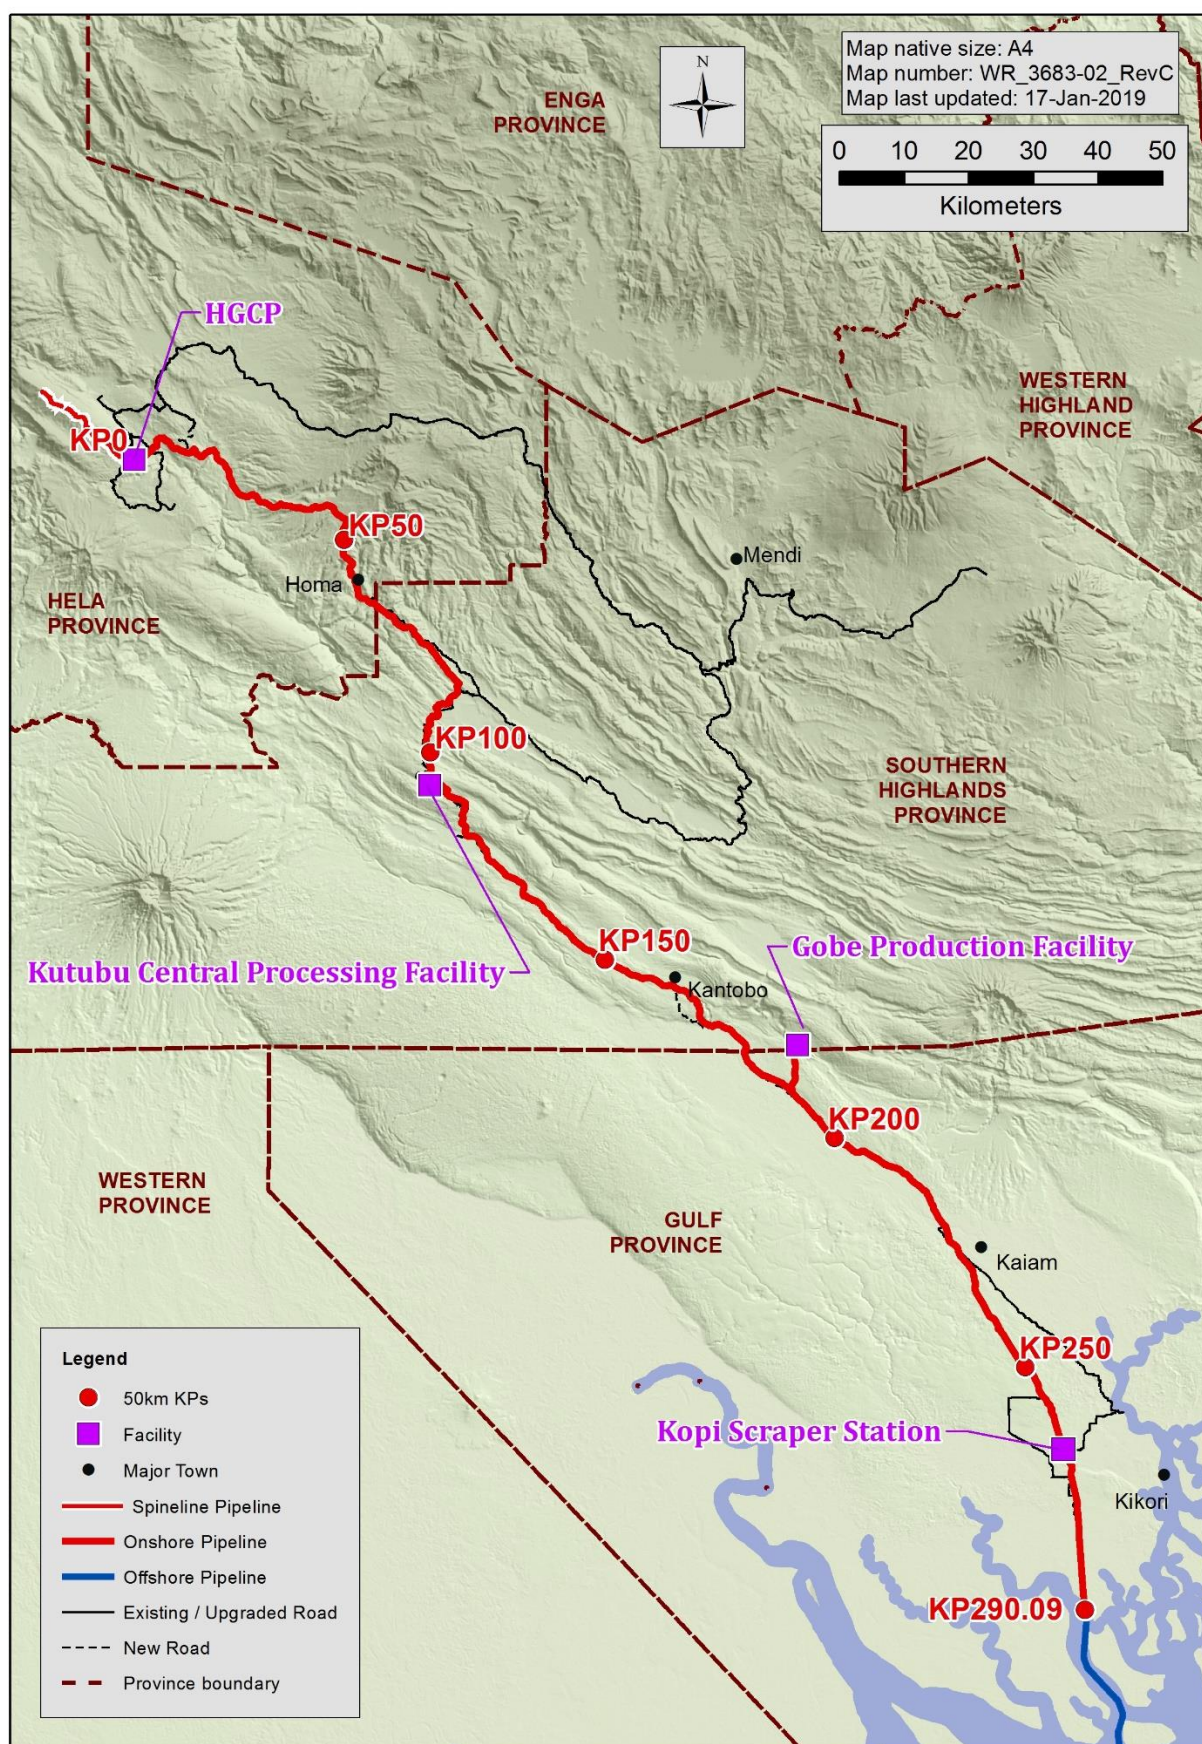 Map native size: A4
Map number: WR_3683-02_RevC
Map last updated: 17-Jan-2019
N
0 10 20 30 40 50
Kilometers
ENGA
PROVINCE
HGCP
WESTERN
HIGHLAND
PROVINCE
KP0
KP50
Mendi
Homa
HELA
PROVINCE
KP100
SOUTHERN
HIGHLANDS
PROVINCE
KP150
Gobe Production Facility
Kutubu Central Processing Facility
Kantobo
KP200
WESTERN
PROVINCE
GULF
PROVINCE
Kaiam
KP250
Kopi Scraper Station
Kikori
KP290.09
Legend
50km KPs
Facility
Major Town
Spineline Pipeline
Onshore Pipeline
Offshore Pipeline
Existing / Upgraded Road
New Road
Province boundary